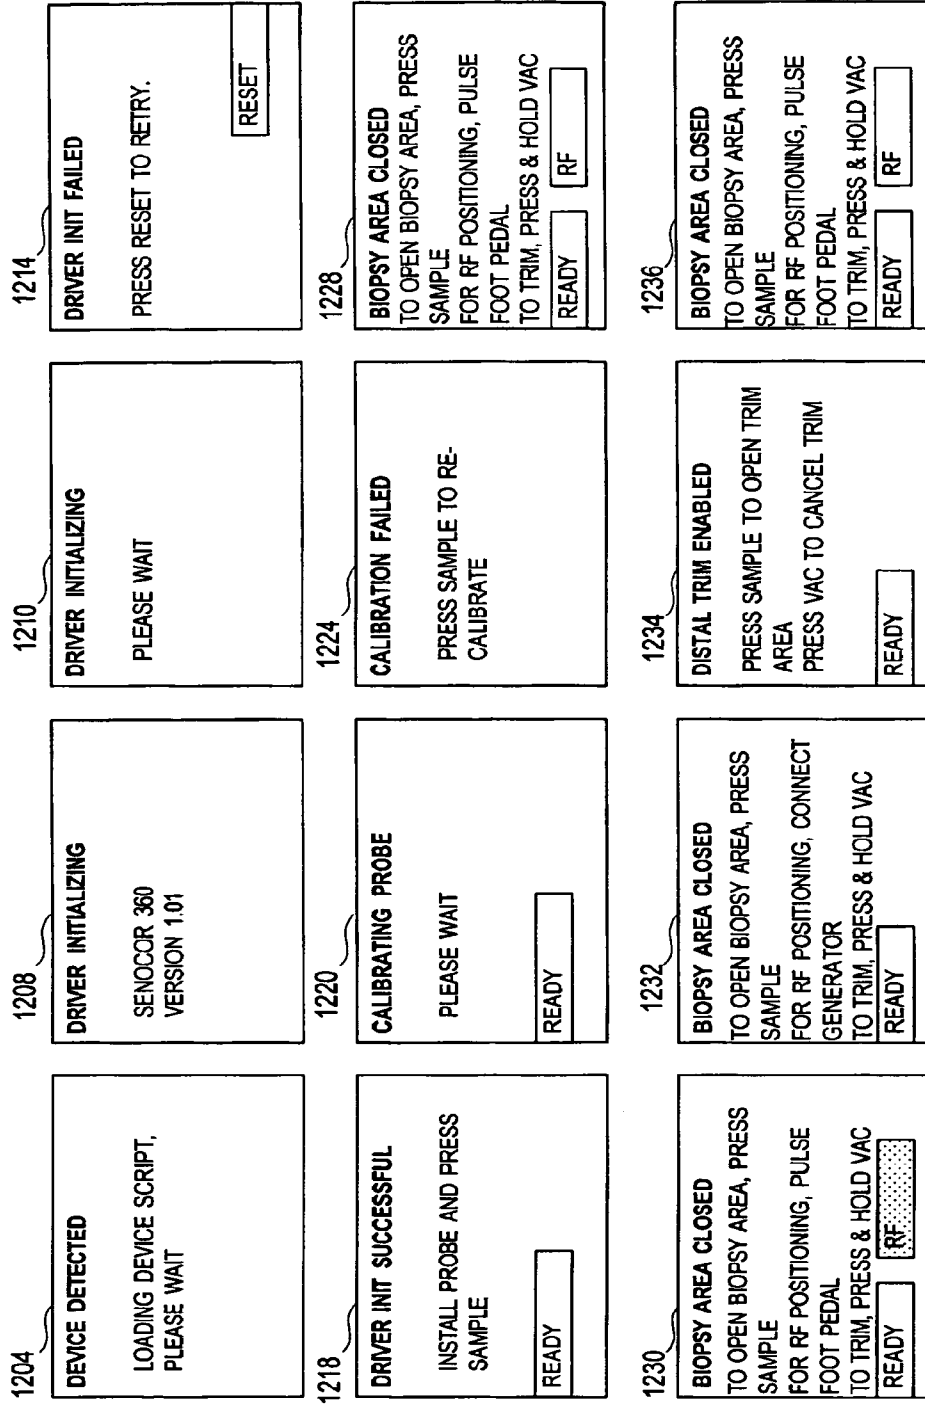 1204
DEVICE DETECTED
LOADING DEVICE SCRIPT,
PLEASE WAIT
1208
DRIVER INITIALIZING
SENOCOR 360
VERSION 1.01
1210
DRIVER INITIALIZING
PLEASE WAIT
1214
DRIVER INIT FAILED
PRESS RESET TO RETRY.
RESET
1218
DRIVER INIT SUCCESSFUL
INSTALL PROBE AND PRESS
SAMPLE
READY
1220
CALIBRATING PROBE
PLEASE WAIT
READY
1224
CALIBRATION FAILED
PRESS SAMPLE TO RE-
CALIBRATE
1228
BIOPSY AREA CLOSED
TO OPEN BIOPSY AREA, PRESS
SAMPLE
FOR RF POSITIONING, PULSE
FOOT PEDAL
TO TRIM, PRESS & HOLD VAC
READY RF
1230
BIOPSY AREA CLOSED
TO OPEN BIOPSY AREA, PRESS
SAMPLE
FOR RF POSITIONING, PULSE
FOOT PEDAL
TO TRIM, PRESS & HOLD VAC
READY RF
1232
BIOPSY AREA CLOSED
TO OPEN BIOPSY AREA, PRESS
SAMPLE
FOR RF POSITIONING, CONNECT
GENERATOR
TO TRIM, PRESS & HOLD VAC
READY
1234
DISTAL TRIM ENABLED
PRESS SAMPLE TO OPEN TRIM
AREA
PRESS VAC TO CANCEL TRIM
READY
1236
BIOPSY AREA CLOSED
TO OPEN BIOPSY AREA, PRESS
SAMPLE
FOR RF POSITIONING, PULSE
FOOT PEDAL
TO TRIM, PRESS & HOLD VAC
READY RF